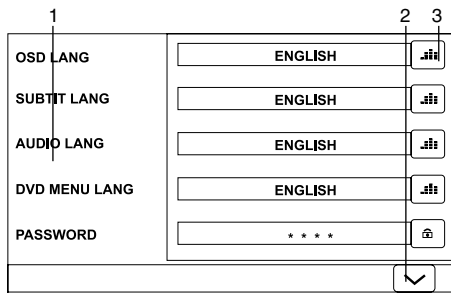 1 2 3
OSD LANG ENGLISH
SUBTIT LANG ENGLISH
AUDIO LANG ENGLISH
DVD MENU LANG ENGLISH
PASSWORD * * * *